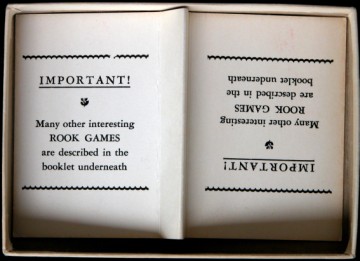 IMPORTANT!
Many other interesting
ROOK GAMES
are described in the
booklet underneath
IMPORTANT!
Many other interesting
ROOK GAMES
are described in the
booklet underneath